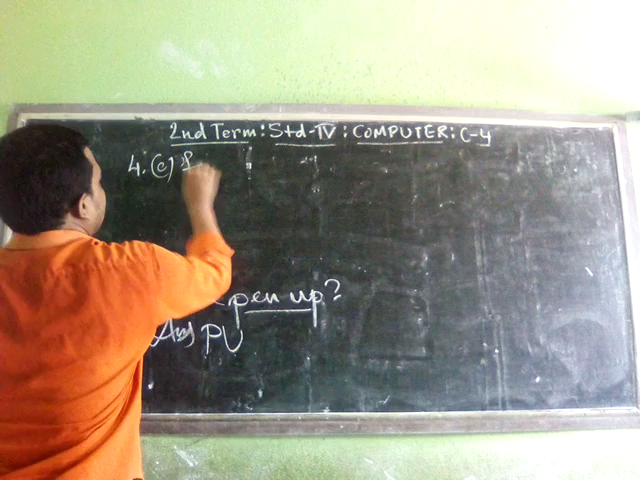 2nd Term : Std-IV : COMPUTER : C-4
4. (c)
pen up?
Ans PU